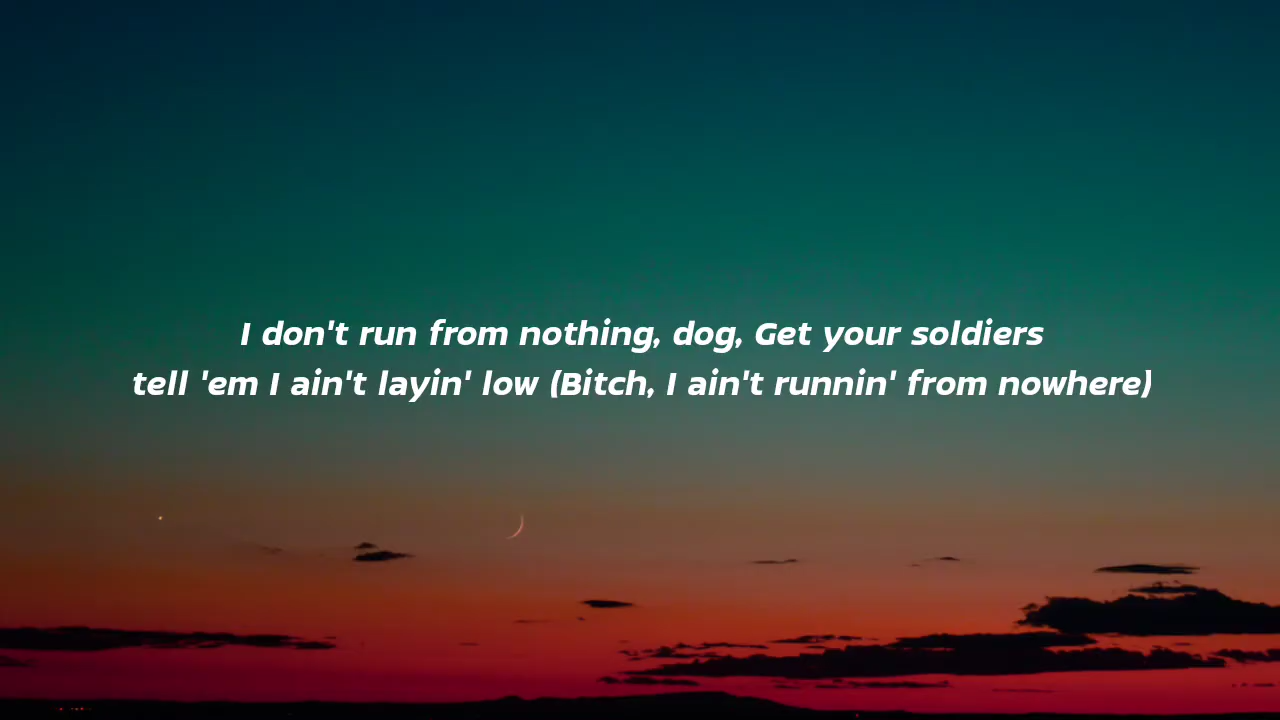 I don't run from nothing, dog, Get your soldiers
tell 'em I ain't layin' low (Bitch, I ain't runnin' from nowhere)